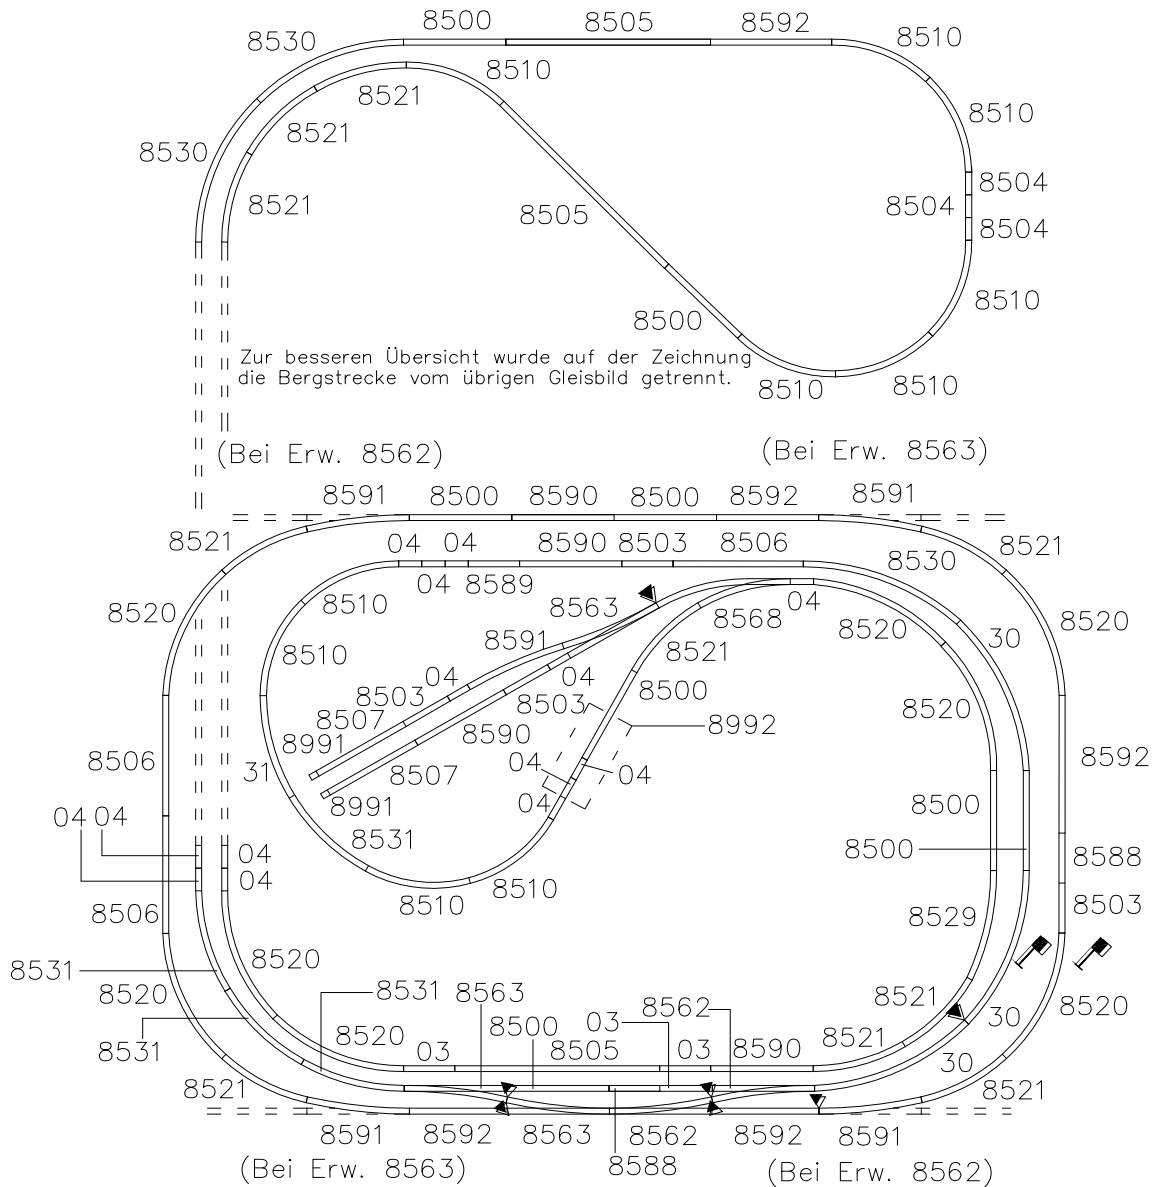 8500 8505 8592
8530 8510
8510
8521
8510
8521
8530
8504
8521 8504
8505 8504
8510
8500
Zur besseren Übersicht wurde auf der Zeichnung
die Bergstrecke vom übrigen Gleisbild getrennt.
8510 8510
(Bei Erw. 8562) (Bei Erw. 8563)
8591 8500 8590 8500 8592 8591
8521 04 04 8590 8503 8506 8530 8521
04 8589
8510 8563 8568 04
8520 8520 30 8520
8591
8510 8521
04 04
8503 8503 8500 8520
8507 8590 8992
8991
8506 31 8507 04 04 8592
8991 04 8500
04 04
8531 8500
04 8588
04
8510
8506 8510 8529 8503
8520
8531
8520 8531 8563 8562 8521 30 8520
8500 03
8531 8520 03 8505 03 8590 8521
30
8521 8521
8591 8592 8563 8562 8592 8591
(Bei Erw. 8563) 8588 (Bei Erw. 8562)